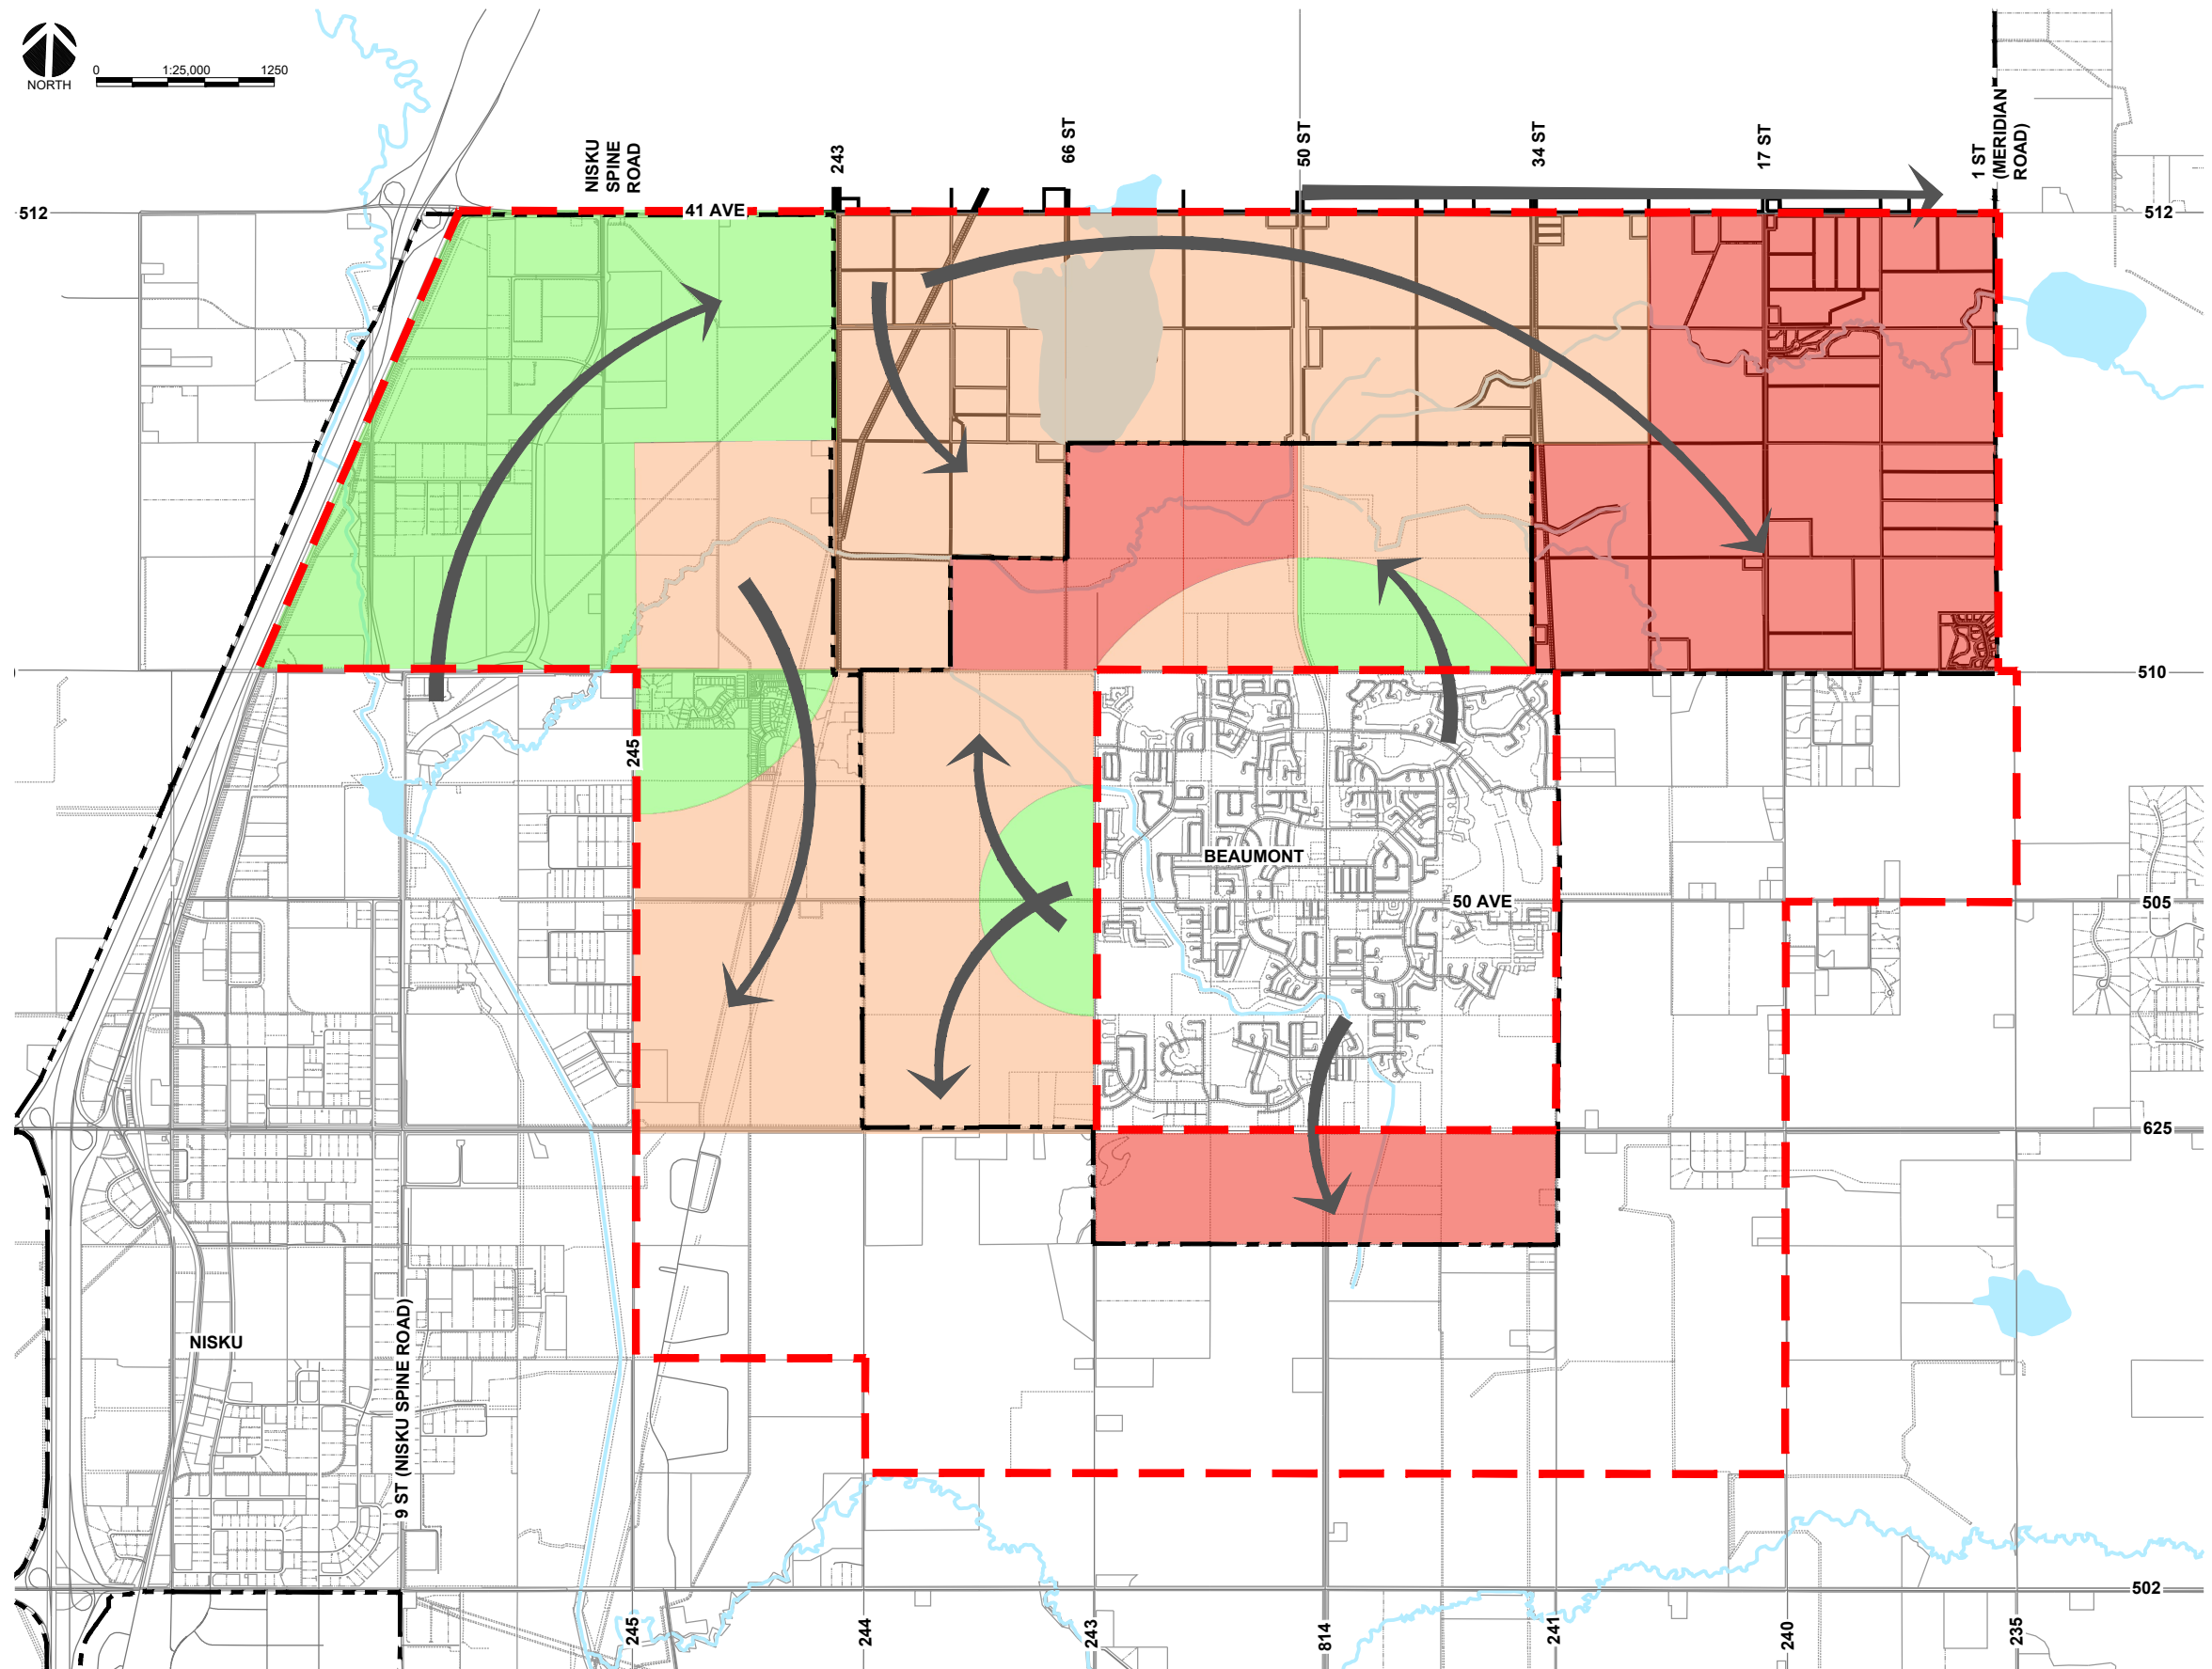 NORTH
0 1:25,000 1250
NISKU
SPINE
ROAD
243
66 ST
50 ST
34 ST
17 ST
1 ST
(MERIDIAN
ROAD)
512
41 AVE
512
510
245
BEAUMONT
50 AVE
505
625
NISKU
9 ST (NISKU SPINE ROAD)
502
245
244
243
814
241
240
235